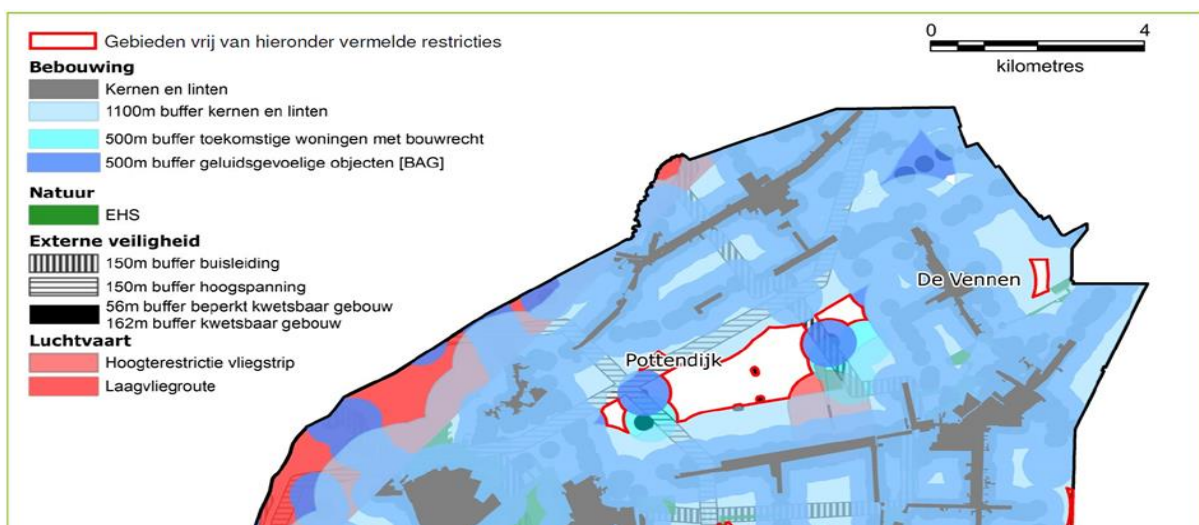 Gebieden vrij van hieronder vermelde restricties
Bebouwing
Kernen en linten
1100m buffer kernen en linten
500m buffer toekomstige woningen met bouwrecht
500m buffer geluidsgevoelige objecten [BAG]
Natuur
EHS
Externe veiligheid
150m buffer buisleiding
150m buffer hoogspanning
56m buffer beperkt kwetsbaar gebouw
162m buffer kwetsbaar gebouw
Luchtvaart
Hoogterestrictie vliegstrip
Laagvliegroute
0 4
kilometres
De Vennen
Pottendijk